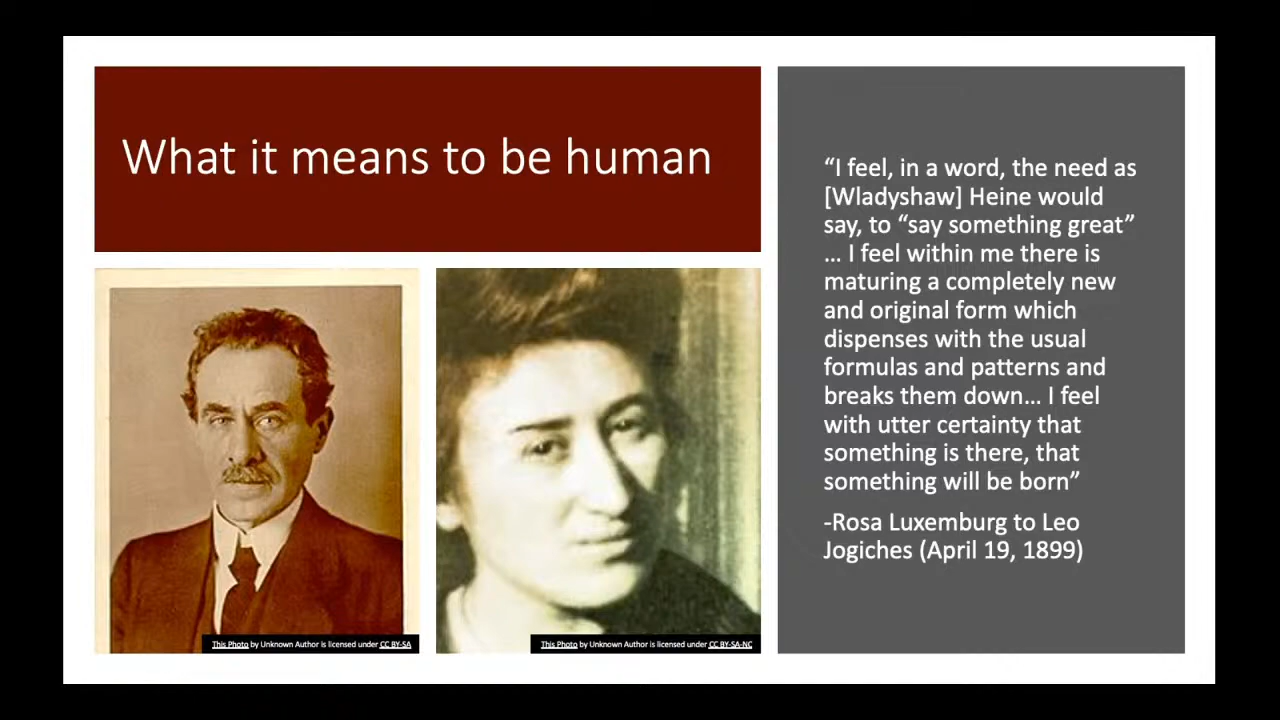 What it means to be human
“I feel, in a word, the need as
[Wladyshaw] Heine would
say, to “say something great”
... I feel within me there is
maturing a completely new
and original form which
dispenses with the usual
formulas and patterns and
breaks them down... I feel
with utter certainty that
something is there, that
something will be born”
-Rosa Luxemburg to Leo
Jogiches (April 19, 1899)
This Photo by Unknown Author is licensed under CC BY-SA
This Photo by Unknown Author is licensed under CC BY-SA-NC